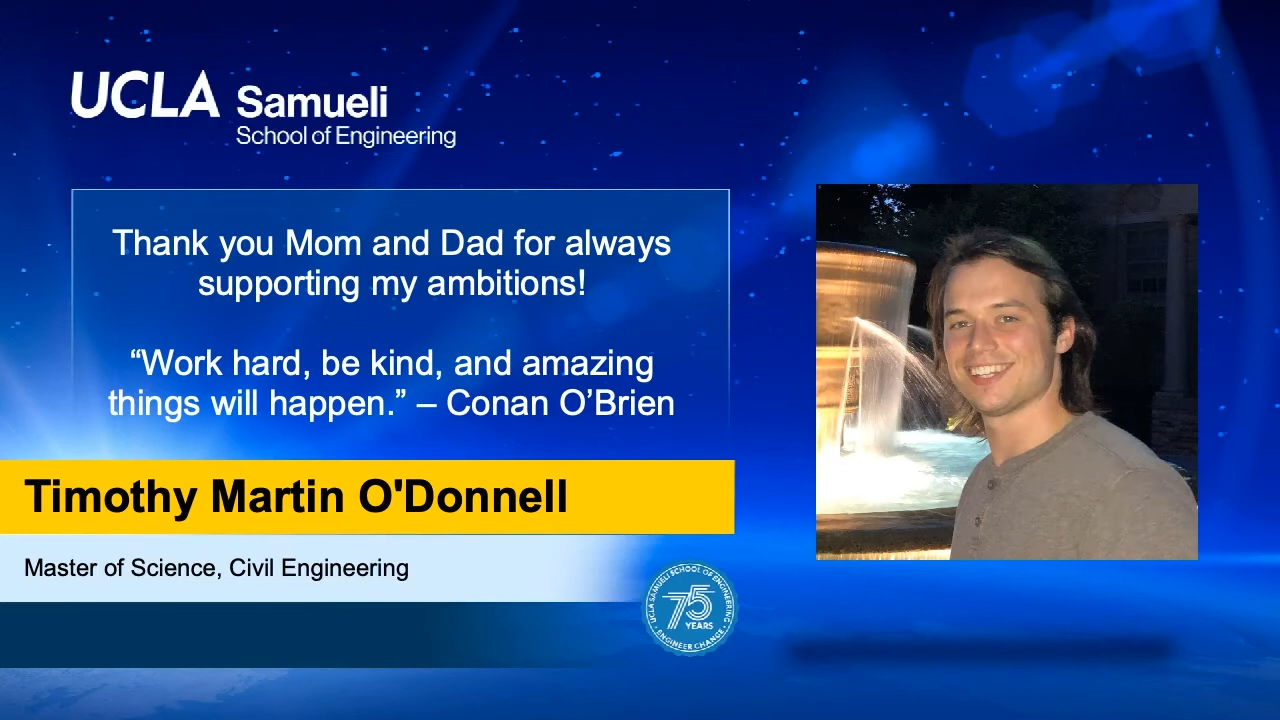 UCLA Samueli
School of Engineering
Thank you Mom and Dad for always
supporting my ambitions!
“Work hard, be kind, and amazing
things will happen.” – Conan O’Brien
Timothy Martin O'Donnell
Master of Science, Civil Engineering
UCLA SAMUELI SCHOOL OF ENGINEERING
75
YEARS
ENGINEER CHANGE